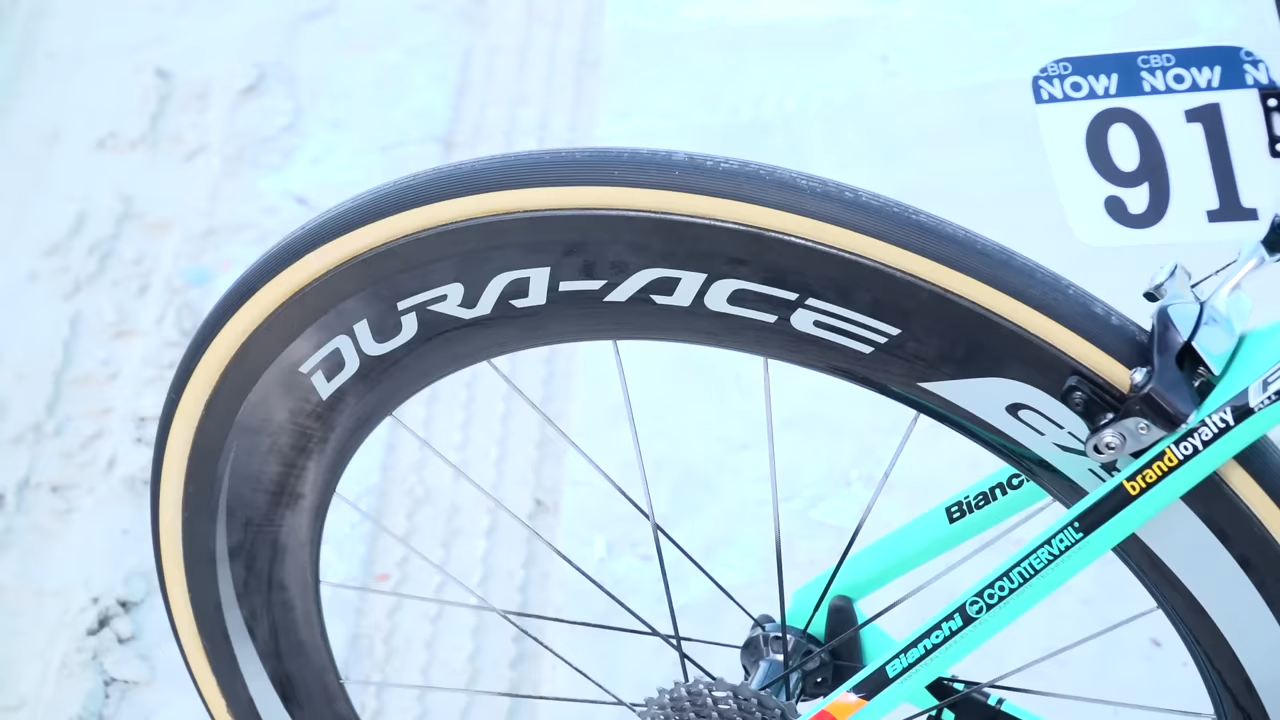 CBD CBD
NOW NOW
91
DURA-ACE
brandloyalty
Bianchi
COUNTERVAIL
Bianchi